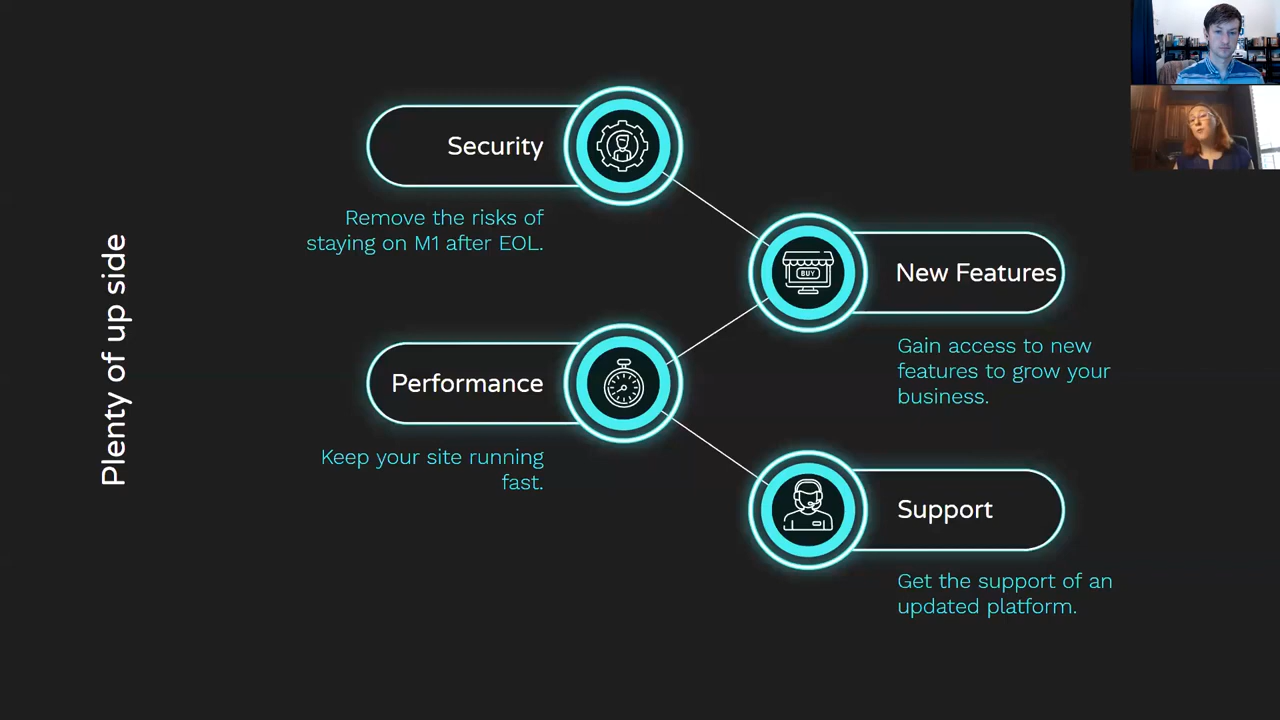 Plenty of up side
Security
Remove the risks of
staying on M1 after EOL.
BUY
New Features
Gain access to new
features to grow your
business.
Performance
Keep your site running
fast.
Support
Get the support of an
updated platform.